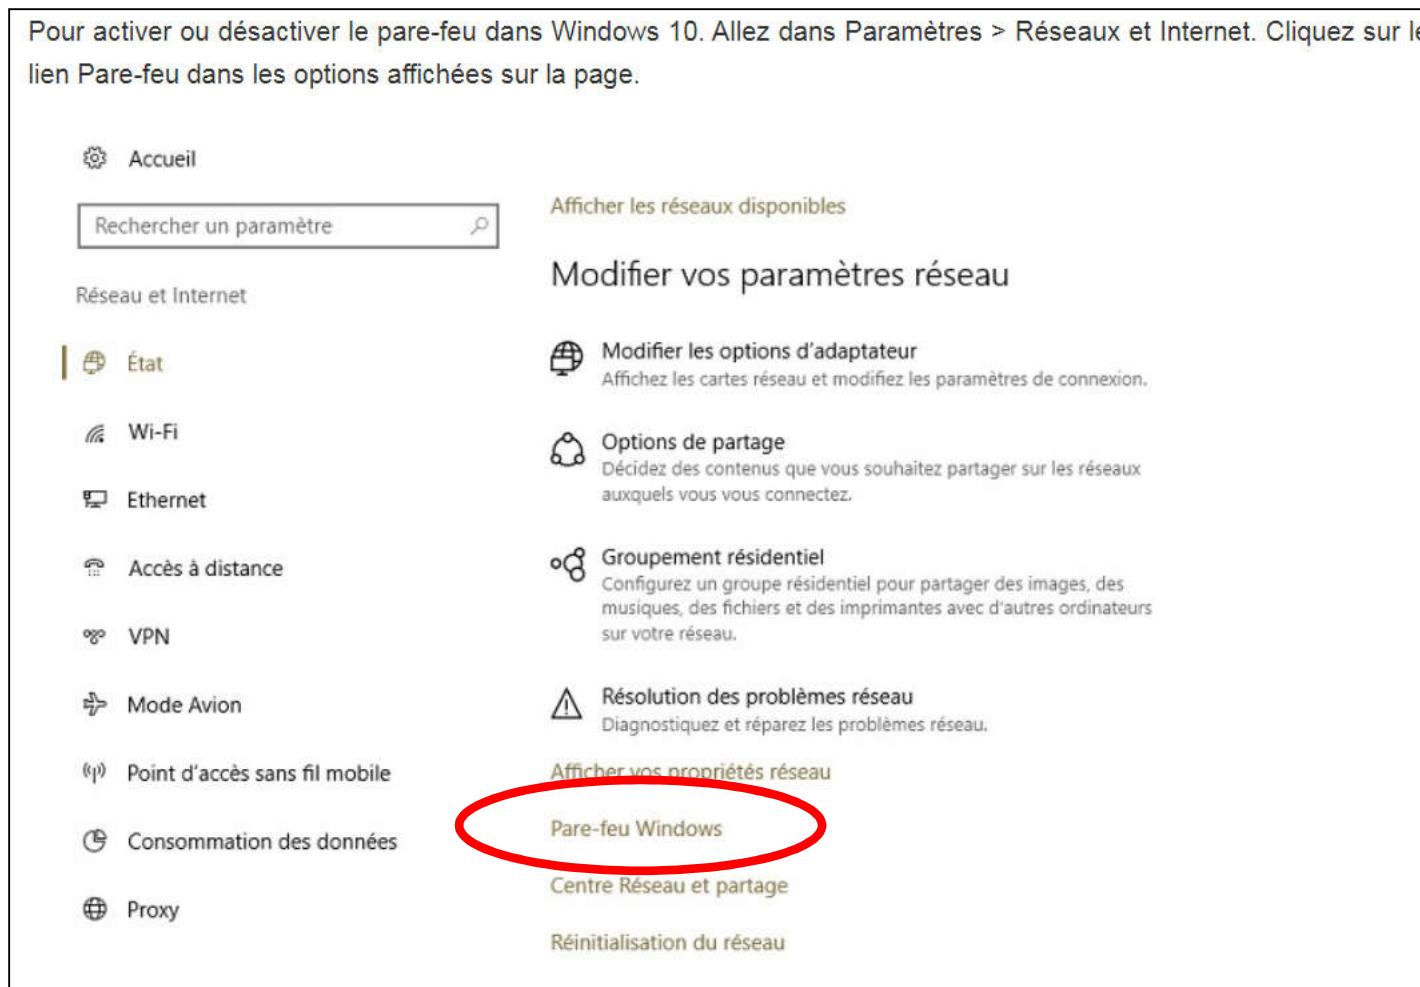 Pour activer ou désactiver le pare-feu dans Windows 10. Allez dans Paramètres > Réseaux et Internet. Cliquez sur le
lien Pare-feu dans les options affichées sur la page.
Accueil
Rechercher un paramètre
Réseau et Internet
État
Wi-Fi
Ethernet
Accès à distance
VPN
Mode Avion
Point d'accès sans fil mobile
Consommation des données
Proxy
Afficher les réseaux disponibles
Modifier vos paramètres réseau
Modifier les options d'adaptateur
Affichez les cartes réseau et modifiez les paramètres de connexion.
Options de partage
Décidez des contenus que vous souhaitez partager sur les réseaux
auxquels vous vous connectez.
Groupement résidentiel
Configurez un groupe résidentiel pour partager des images, des
musiques, des fichiers et des imprimantes avec d'autres ordinateurs
sur votre réseau.
Résolution des problèmes réseau
Diagnostiquez et réparez les problèmes réseau.
Afficher vos propriétés réseau
Pare-feu Windows
Centre Réseau et partage
Réinitialisation du réseau